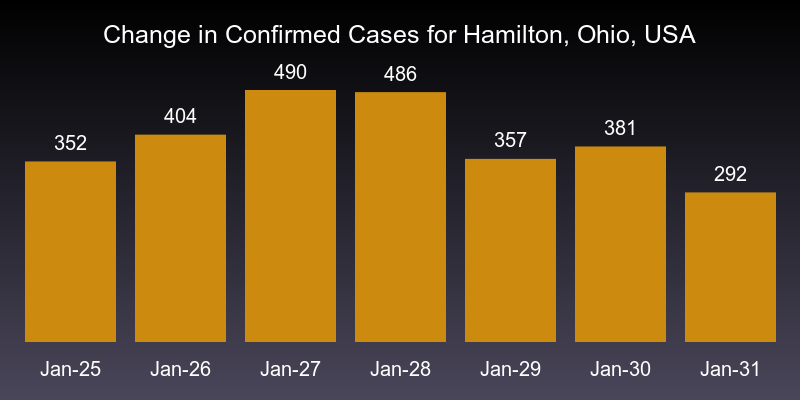 Change in Confirmed Cases for Hamilton, Ohio, USA
352 404 490 486 357 381 292
Jan-25 Jan-26 Jan-27 Jan-28 Jan-29 Jan-30 Jan-31